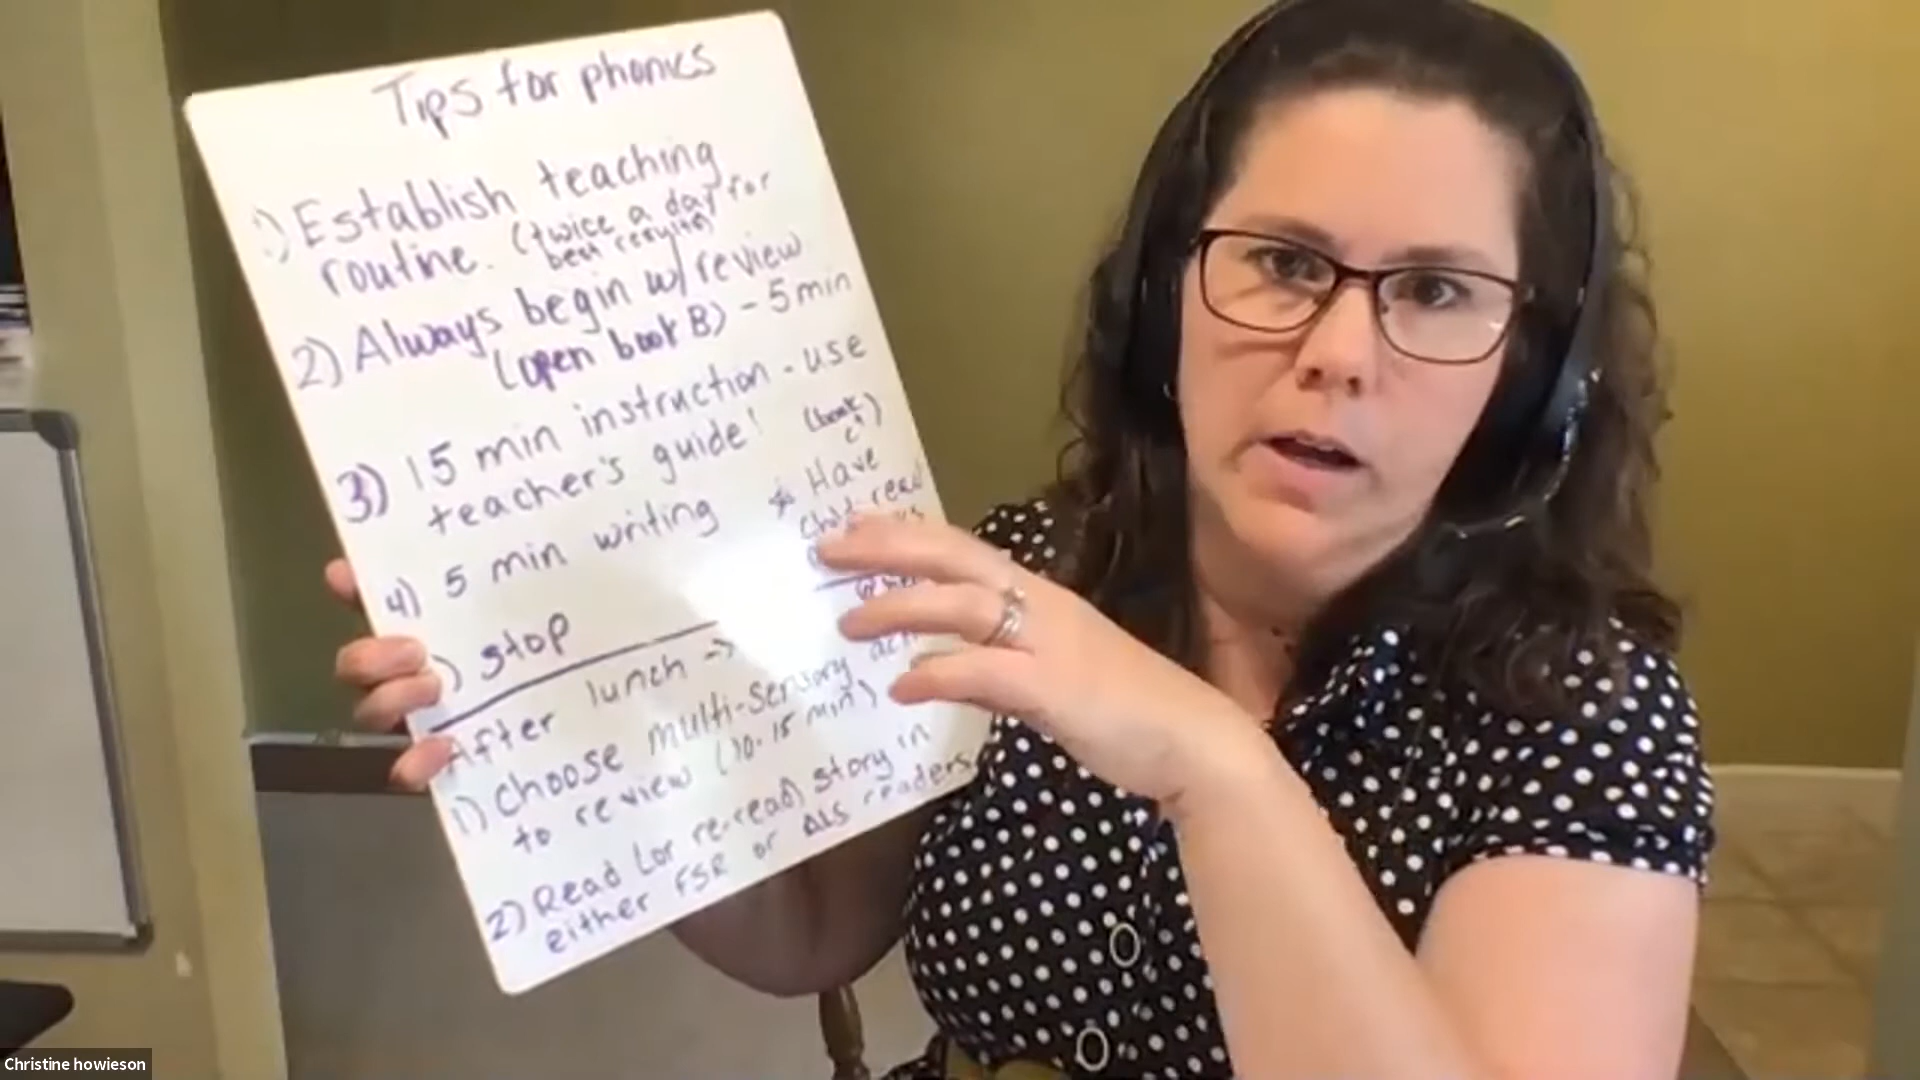 Tips for phonics
1) Establish teaching
routine. (twice a day for
best results)
2) Always begin w/ review
(open book B) - 5 min
3) 15 min instruction - use
teacher's guide! (book
C)
4) 5 min writing
* Have
child read
) stop
After lunch ->
1) Choose multi-sensory
to review (10-15 min)
2) Read (or re-read) story in
either FSR or ALS readers.
Christine howieson